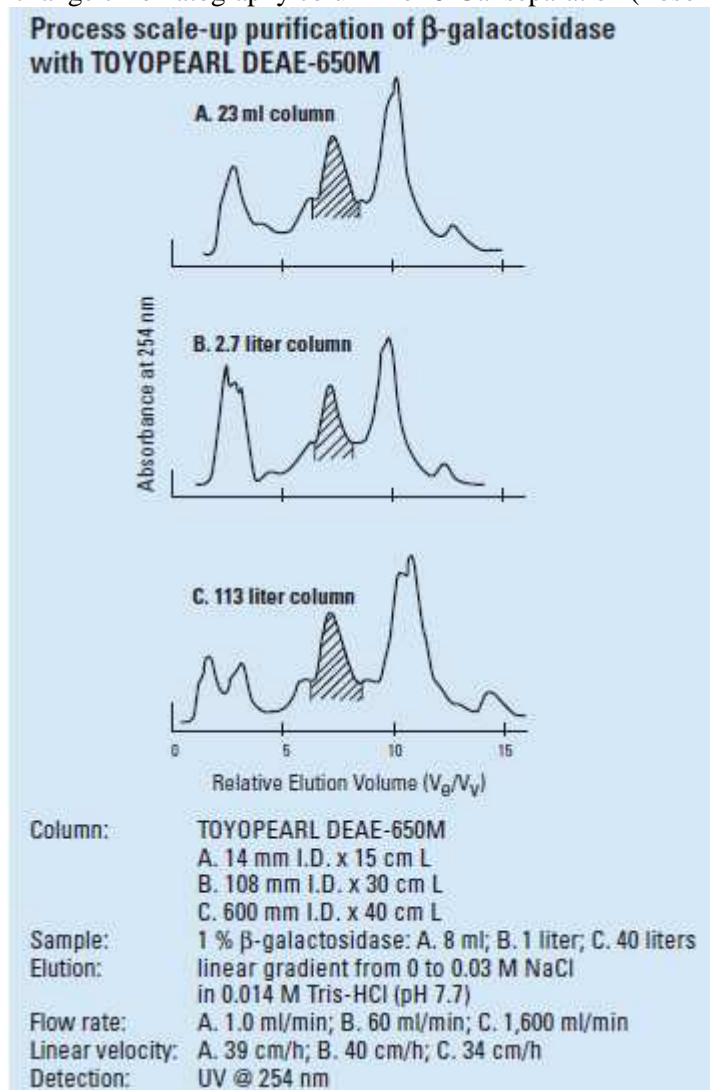 Process scale-up purification of β-galactosidase
with TOYOPEARL DEAE-650M
A. 23 ml column
B. 2.7 liter column
C. 113 liter column
Absorbance at 254 nm
0 5 10 15
Relative Elution Volume (Ve/Vv)
Column: TOYOPEARL DEAE-650M
A. 14 mm I.D. x 15 cm L
B. 108 mm I.D. x 30 cm L
C. 600 mm I.D. x 40 cm L
Sample: 1 % β-galactosidase: A. 8 ml; B. 1 liter; C. 40 liters
Elution: linear gradient from 0 to 0.03 M NaCl
in 0.014 M Tris-HCl (pH 7.7)
Flow rate: A. 1.0 ml/min; B. 60 ml/min; C. 1,600 ml/min
Linear velocity: A. 39 cm/h; B. 40 cm/h; C. 34 cm/h
Detection: UV @ 254 nm